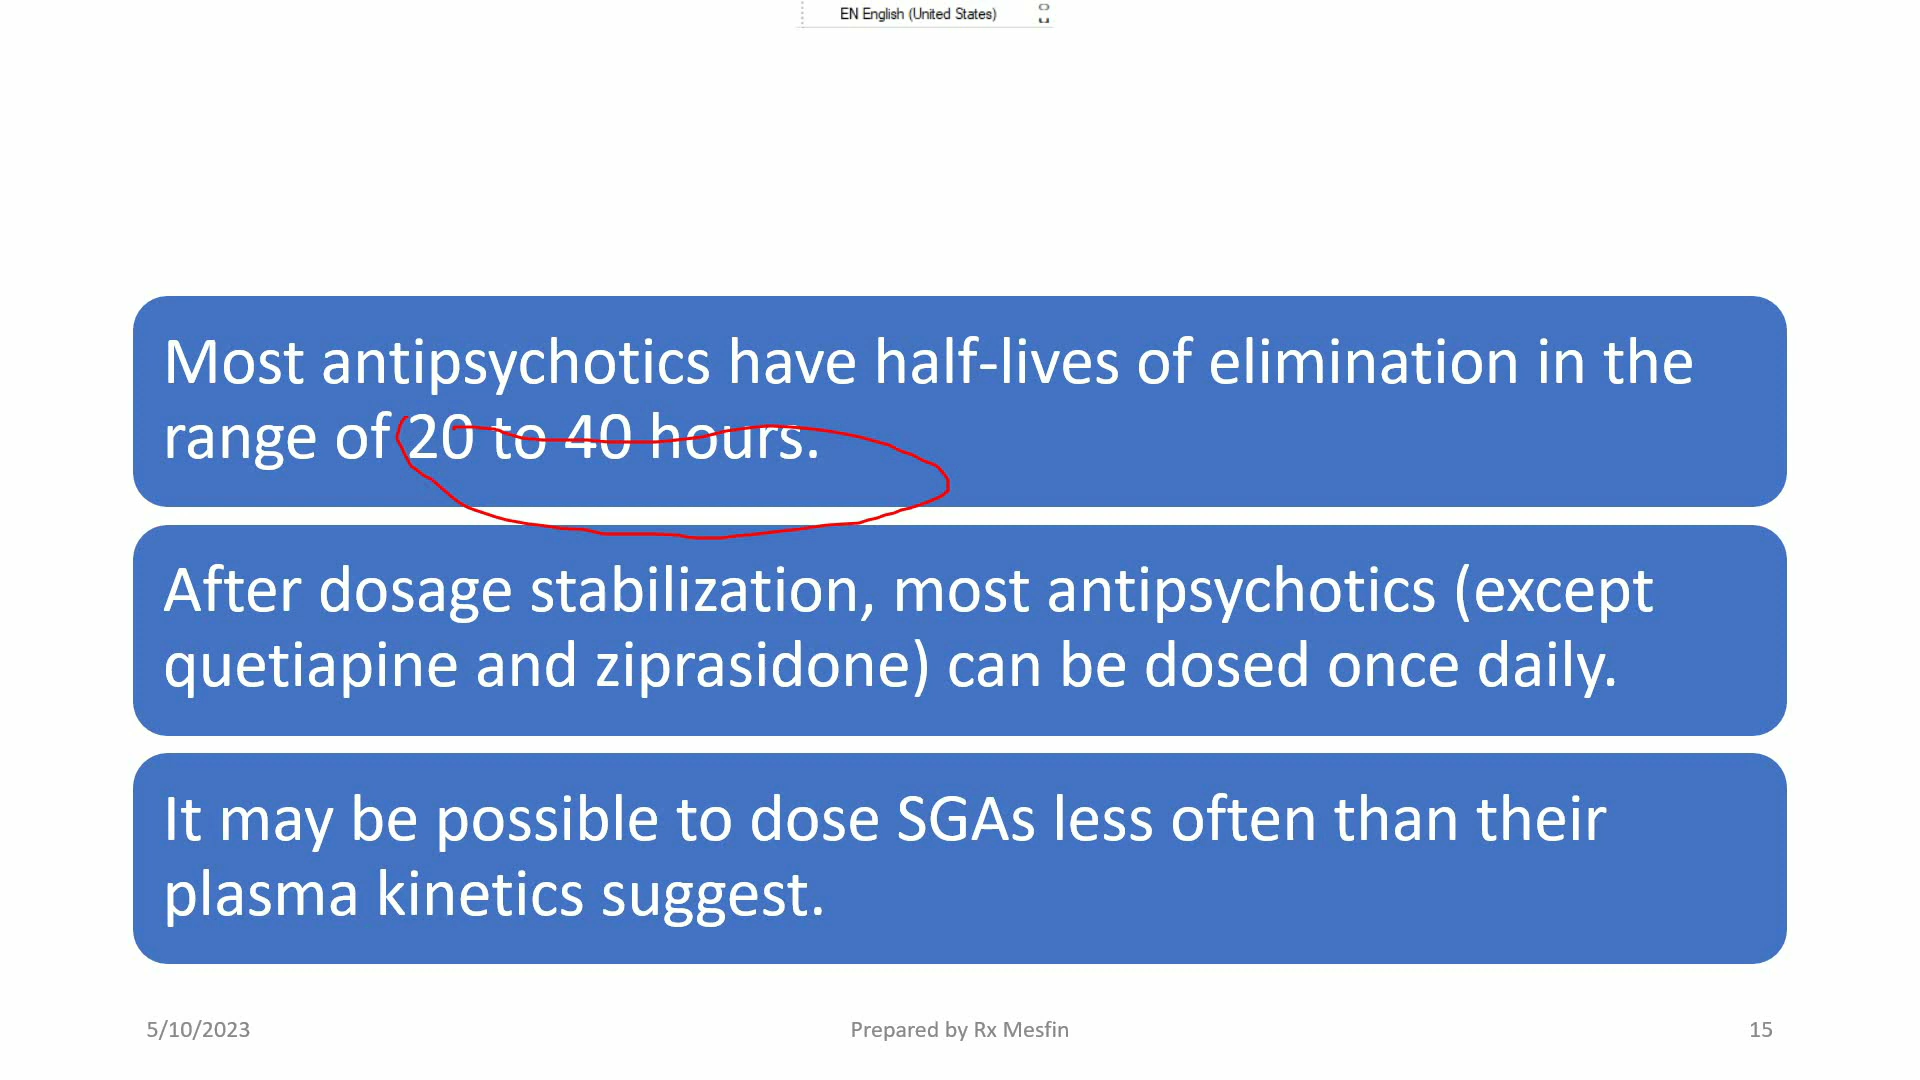 EN English (United States)
Most antipsychotics have half-lives of elimination in the
range of 20 to 40 hours.
After dosage stabilization, most antipsychotics (except
quetiapine and ziprasidone) can be dosed once daily.
It may be possible to dose SGAs less often than their
plasma kinetics suggest.
5/10/2023
Prepared by Rx Mesfin
15